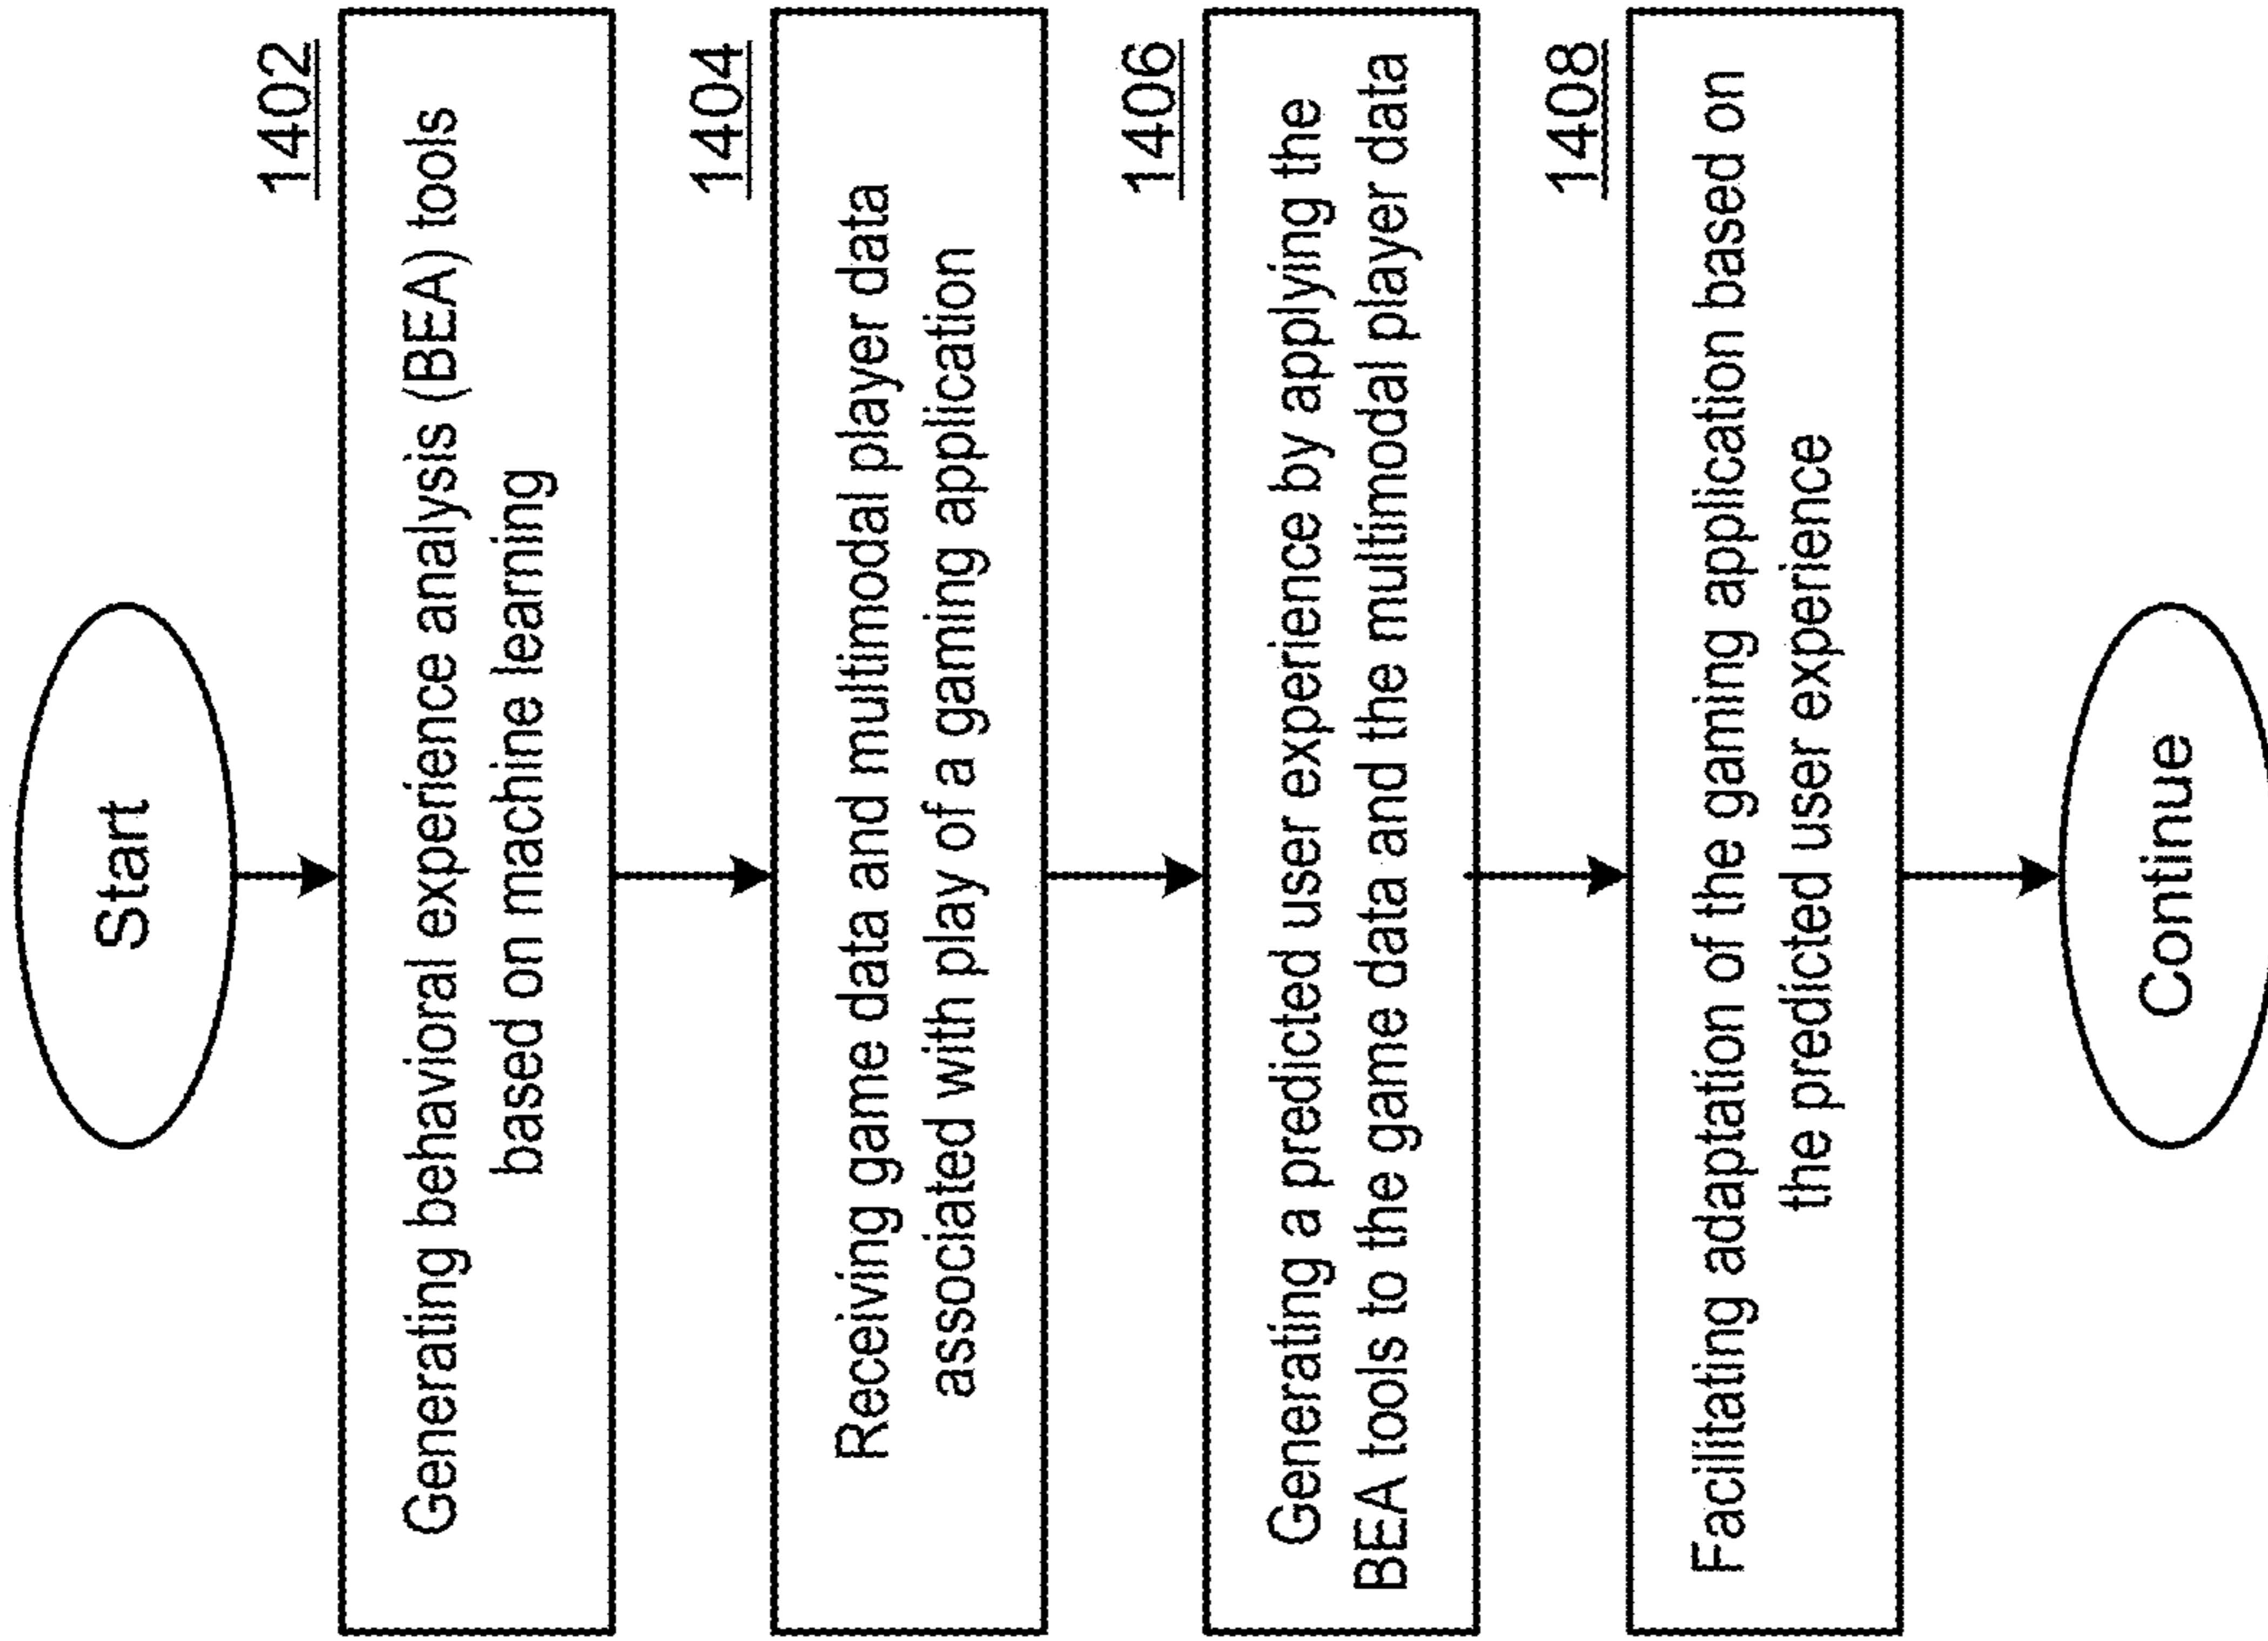 Start
1402
Generating behavioral experience analysis (BEA) tools
based on machine learning
1404
Receiving game data and multimodal player data
associated with play of a gaming application
1406
Generating a predicted user experience by applying the
BEA tools to the game data and the multimodal player data
1408
Facilitating adaptation of the gaming application based on
the predicted user experience
Continue